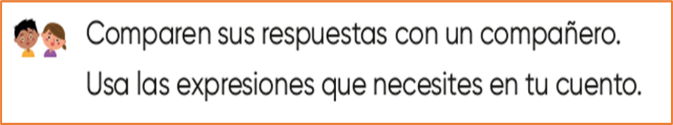 Comparen sus respuestas con un compañero.
Usa las expresiones que necesites en tu cuento.